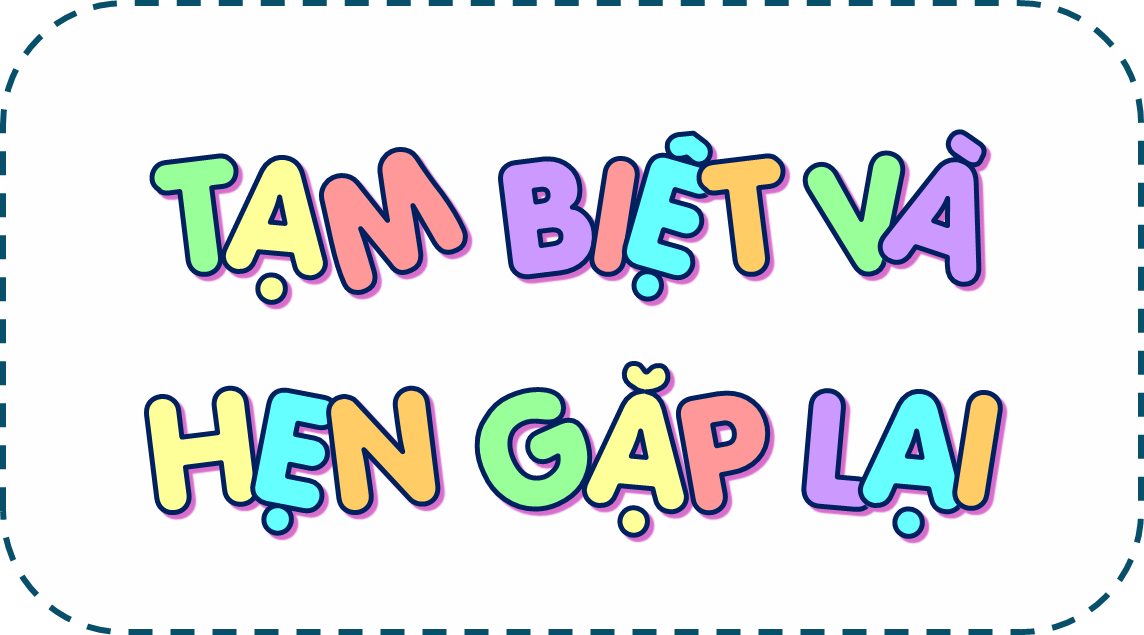 TẠM BIỆT VÀ
HẸN GẶP LẠI